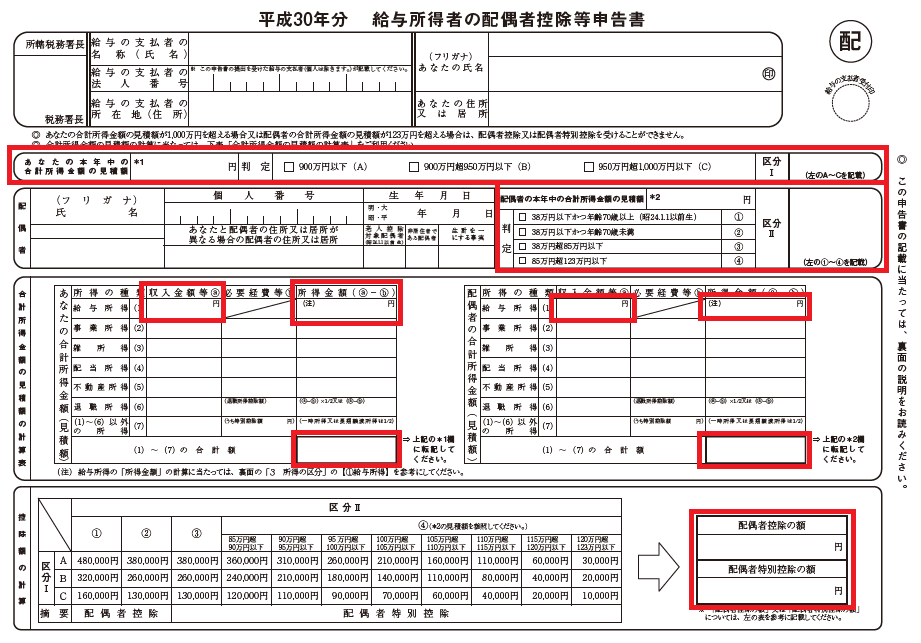 平成30年分 給与所得者の配偶者控除等申告書
配
給与の支払者受付印
所轄税務署長
税務署長
給与の支払者の
名称(氏名)
給与の支払者の
法人番号
※ この申告書の提出を受けた給与の支払者(個人は除きます。)が記載してください。
給与の支払者の
所在地(住所)
(フリガナ)
あなたの氏名
印
あなたの住所
又は居所
◎ あなたの合計所得金額の見積額が1,000万円を超える場合又は配偶者の合計所得金額の見積額が123万円を超える場合は、配偶者控除又は配偶者特別控除を受けることができません。
◎ 合計所得金額の見積額の計算に当たっては、下表「合計所得金額の見積額の計算表」をご利用ください。
あなたの本年中の
合計所得金額の見積額
*1
円
判定
□ 900万円以下(A)
□ 900万円超950万円以下(B)
□ 950万円超1,000万円以下(C)
区分
Ⅰ
(左のA~Cを記載)
◎ この申告書の記載に当たっては、裏面の説明をお読みください。
配偶者
(フリガナ)
氏名
個人番号
あなたと配偶者の住所又は居所が
異なる場合の配偶者の住所又は居所
生年月日
明・大
昭・平
年 月 日
老人控除
対象配偶者
非居住者で
ある配偶者
生計を一
にする事実
配偶者の本年中の合計所得金額の見積額
*2
円
判定
□ 38万円以下かつ年齢70歳以上(昭24.1.1以前生) ①
□ 38万円以下かつ年齢70歳未満 ②
□ 38万円超85万円以下 ③
□ 85万円超123万円以下 ④
区分
Ⅱ
(左の①~④を記載)
合計所得金額の見積額の計算表
あなたの合計所得金額(見積額)
所得の種類 収入金額等ⓐ 必要経費等ⓑ 所得金額(ⓐ-ⓑ)
給与所得 (1) 円 (注) 円
事業所得 (2)
雑所得 (3)
配当所得 (4)
不動産所得 (5)
退職所得 (6) (退職所得控除額) (ⓐ-ⓑ)×1/2又は(ⓐ-ⓑ)
(1)~(6)以外
の所得
(7) (うち特別控除額 円) (一時所得又は長期譲渡所得は1/2)
(1)~(7)の合計額
⇒ 上記の*1欄
に転記して
ください。
配偶者の合計所得金額(見積額)
所得の種類 収入金額等ⓐ 必要経費等ⓑ 所得金額(ⓐ-ⓑ)
給与所得 (1) 円 (注) 円
事業所得 (2)
雑所得 (3)
配当所得 (4)
不動産所得 (5)
退職所得 (6) (退職所得控除額) (ⓐ-ⓑ)×1/2又は(ⓐ-ⓑ)
(1)~(6)以外
の所得
(7) (うち特別控除額 円) (一時所得又は長期譲渡所得は1/2)
(1)~(7)の合計額
⇒ 上記の*2欄
に転記して
ください。
(注) 給与所得の「所得金額」の計算に当たっては、裏面の「3 所得の区分」の【(1)給与所得】を参考にしてください。
控除額の計算
区分Ⅱ
① ② ③ ④(*2の見積額を参照してください。)
85万円超
90万円以下
90万円超
95万円以下
95万円超
100万円以下
100万円超
105万円以下
105万円超
110万円以下
110万円超
115万円以下
115万円超
120万円以下
120万円超
123万円以下
区分Ⅰ
A 480,000円 380,000円 380,000円 360,000円 310,000円 260,000円 210,000円 160,000円 110,000円 60,000円 30,000円
B 320,000円 260,000円 260,000円 240,000円 210,000円 180,000円 140,000円 110,000円 80,000円 40,000円 20,000円
C 160,000円 130,000円 130,000円 120,000円 110,000円 90,000円 70,000円 60,000円 40,000円 20,000円 10,000円
摘要 配偶者控除 配偶者特別控除
配偶者控除の額
円
配偶者特別控除の額
円
※ 「配偶者控除の額」又は「配偶者特別控除の額」
については、左の表を参考に記載してください。